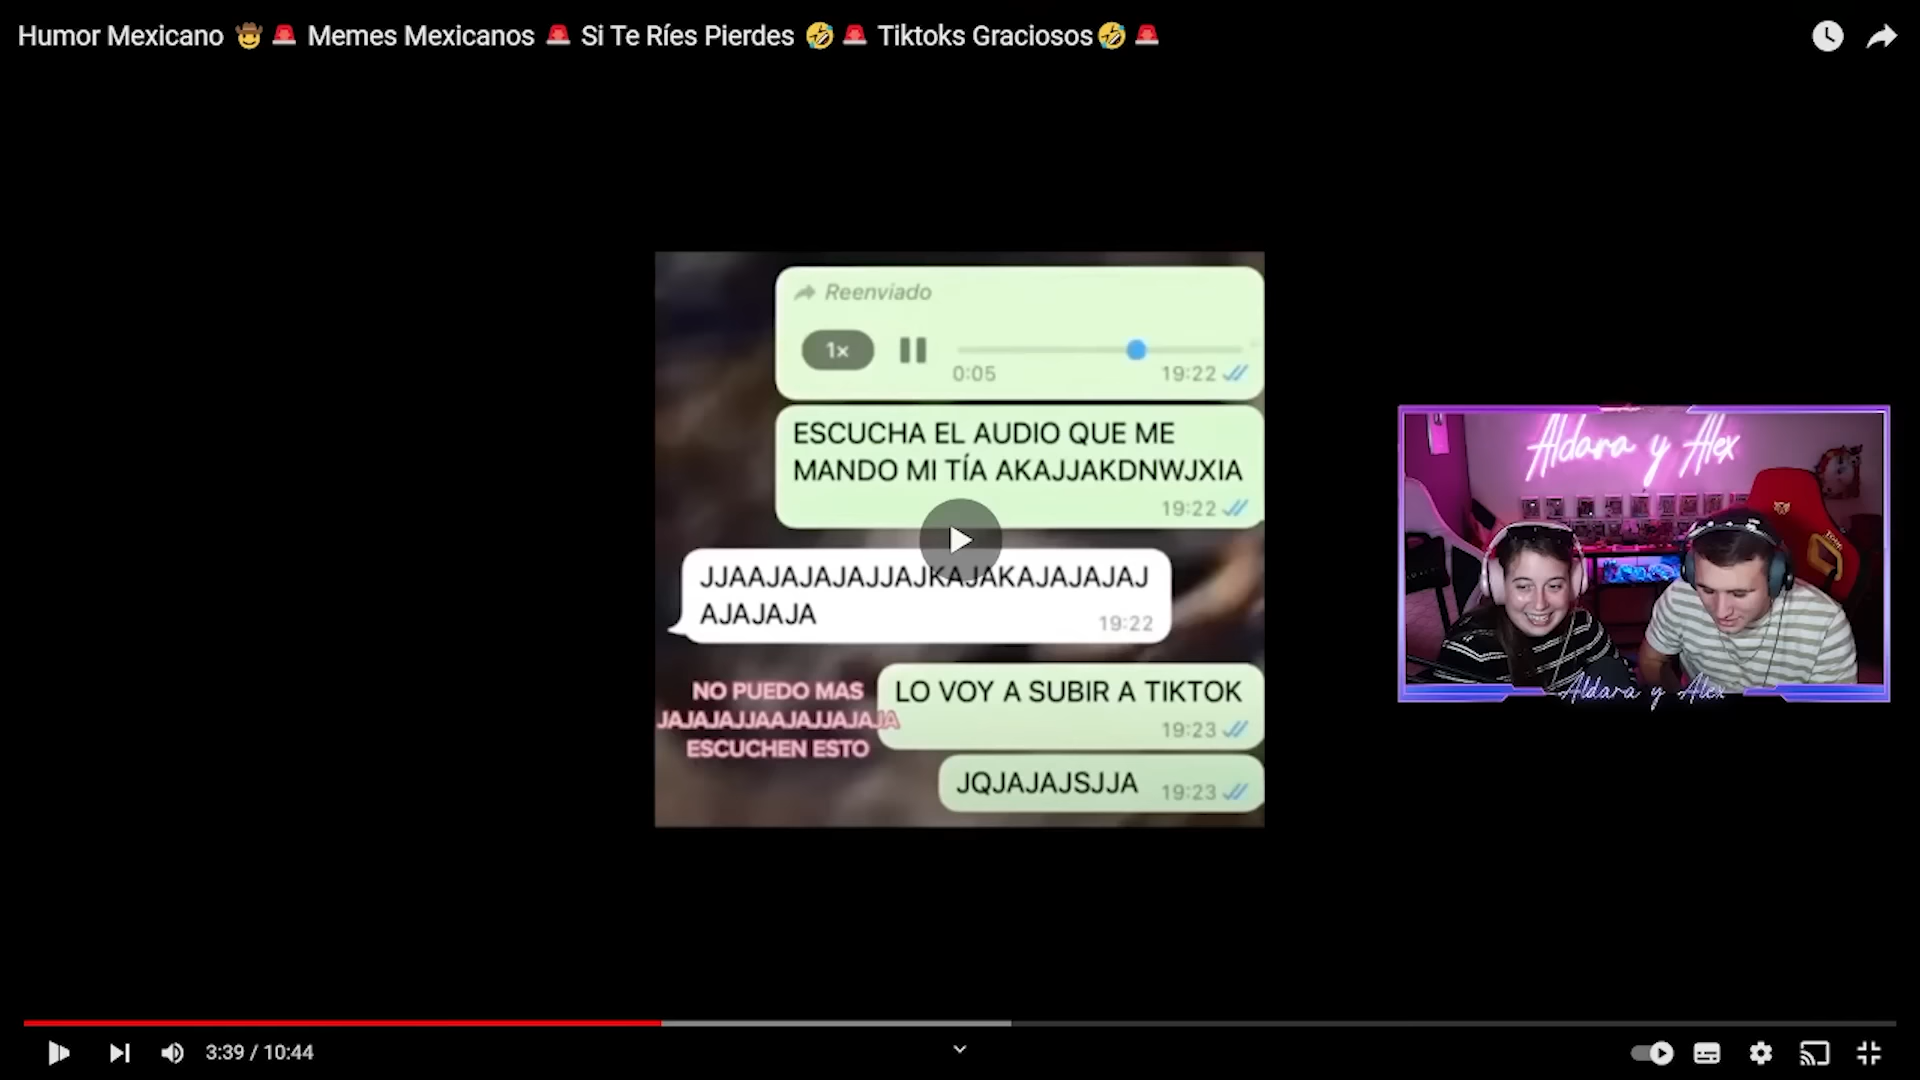 Humor Mexicano 🤠🚨 Memes Mexicanos 🚨 Si Te Ríes Pierdes 🤣🚨 Tiktoks Graciosos🤣🚨
Reenviado
1x
0:05
19:22
ESCUCHA EL AUDIO QUE ME
MANDO MI TÍA AKAJJAKDNWJXIA
19:22
JJAAJAJAJAJJAJKAJAKAJAJAJAJ
AJAJAJA
19:22
NO PUEDO MAS
JAJAJAJJAAJAJJAJAJA
ESCUCHEN ESTO
LO VOY A SUBIR A TIKTOK
19:23
JQJAJAJSJJA
19:23
Aldara y Alex
Aldara y Alex
3:39 / 10:44